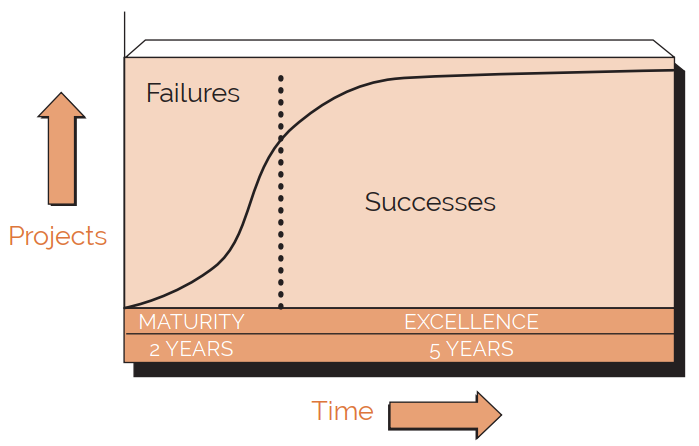 Failures
Successes
Projects
MATURITY
EXCELLENCE
2 YEARS
5 YEARS
Time